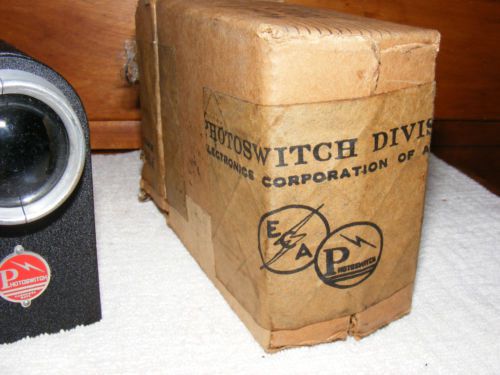 PHOTOSWITCH DIVIS
ELECTRONICS CORPORATION OF A
E
A
PHOTOSWITCH
PHOTOSWITCH